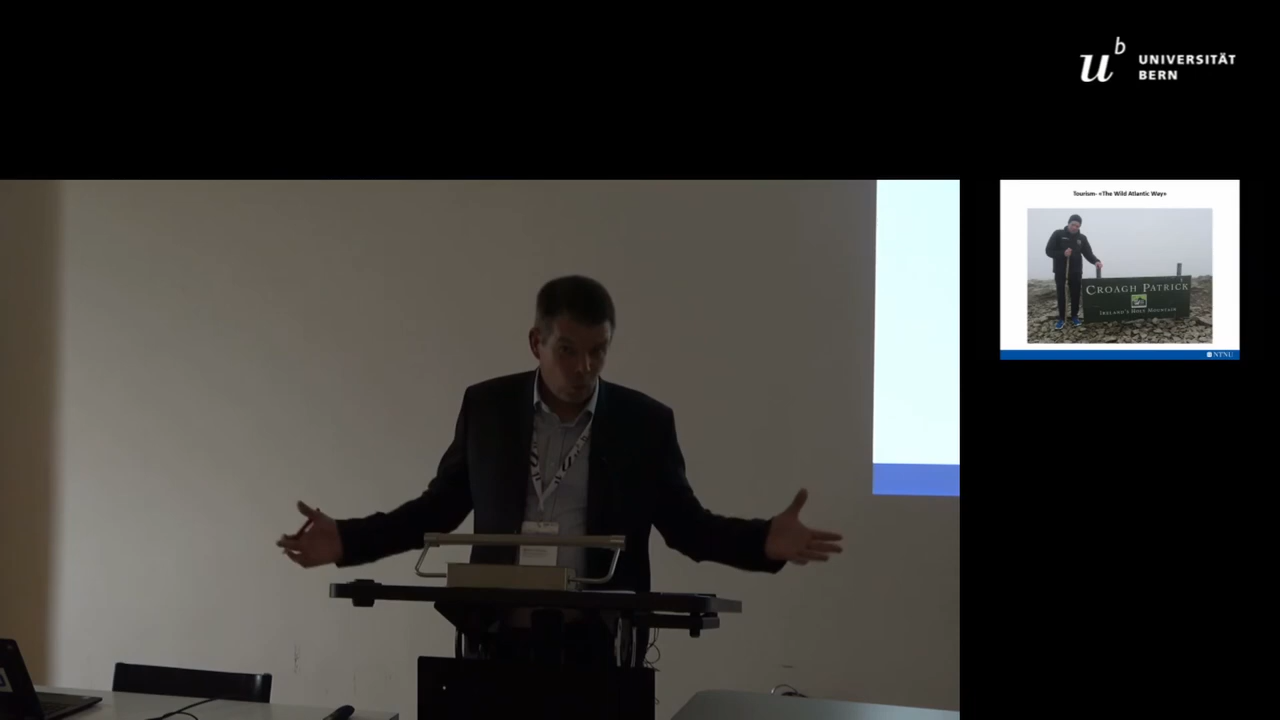 u b
UNIVERSITÄT
BERN
Tourism- «The Wild Atlantic Way»
CROAGH PATRICK
IRELAND'S HOLY MOUNTAIN
NTNU